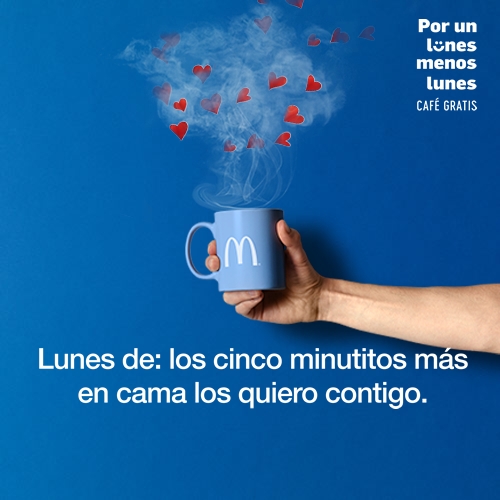 Por un
lunes
menos
lunes
CAFÉ GRATIS
M
Lunes de: los cinco minutitos más
en cama los quiero contigo.